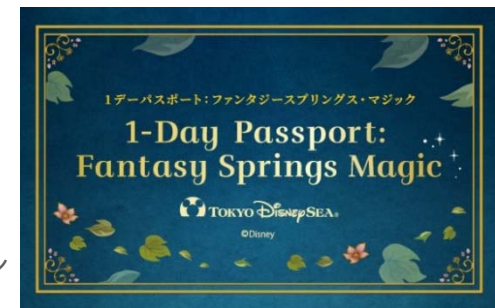 1デーパスポート：ファンタジースプリングス・マジック
1-Day Passport:
Fantasy Springs Magic
TOKYO DISNEYSEA®
©Disney